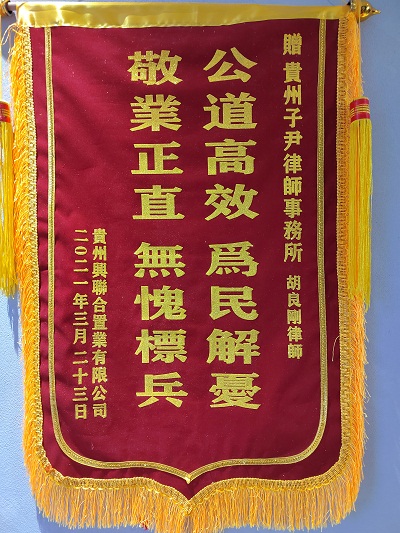 贈 貴州子尹律師事務所 胡良剛律師
公道高效 爲民解憂
敬業正直 無愧標兵
貴州興聯合置業有限公司
二〇二一年三月二十三日